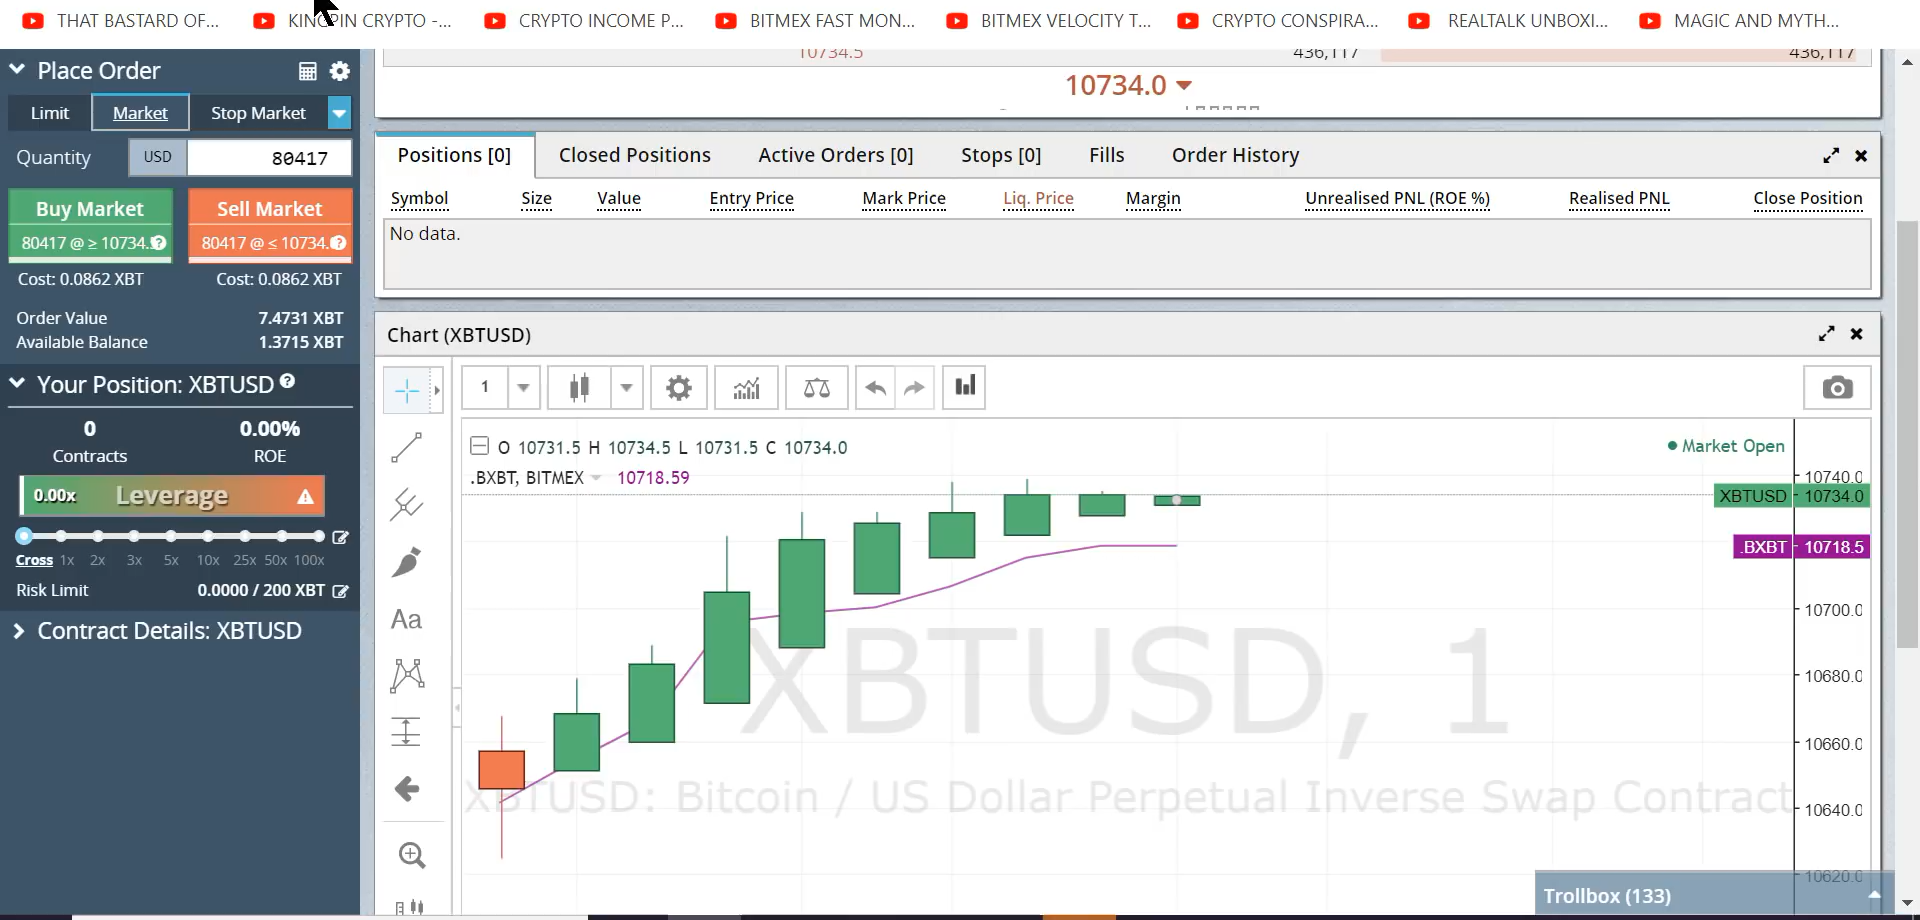 THAT BASTARD OF...
KINGPIN CRYPTO -...
CRYPTO INCOME P...
BITMEX FAST MON...
BITMEX VELOCITY T...
CRYPTO CONSPIRA...
REALTALK UNBOXI...
MAGIC AND MYTH...
Place Order
Limit Market Stop Market
Quantity USD 80417
Buy Market Sell Market
80417 @ ≥ 10734. ? 80417 @ ≤ 10734. ?
Cost: 0.0862 XBT Cost: 0.0862 XBT
Order Value 7.4731 XBT
Available Balance 1.3715 XBT
Your Position: XBTUSD ?
0 0.00%
Contracts ROE
0.00x Leverage
Cross 1x 2x 3x 5x 10x 25x 50x 100x
Risk Limit 0.0000 / 200 XBT
Contract Details: XBTUSD
10734.5 436,117 436,117
10734.0
Positions [0] Closed Positions Active Orders [0] Stops [0] Fills Order History
Symbol Size Value Entry Price Mark Price Liq. Price Margin Unrealised PNL (ROE %) Realised PNL Close Position
No data.
Chart (XBTUSD)
1
O 10731.5 H 10734.5 L 10731.5 C 10734.0
Market Open
.BXBT, BITMEX 10718.59
10740.0
XBTUSD 10734.0
.BXBT 10718.5
10700.0
10680.0
10660.0
10640.0
10620.0
Aa
XBTUSD, 1
XBTUSD: Bitcoin / US Dollar Perpetual Inverse Swap Contract
Trollbox (133)